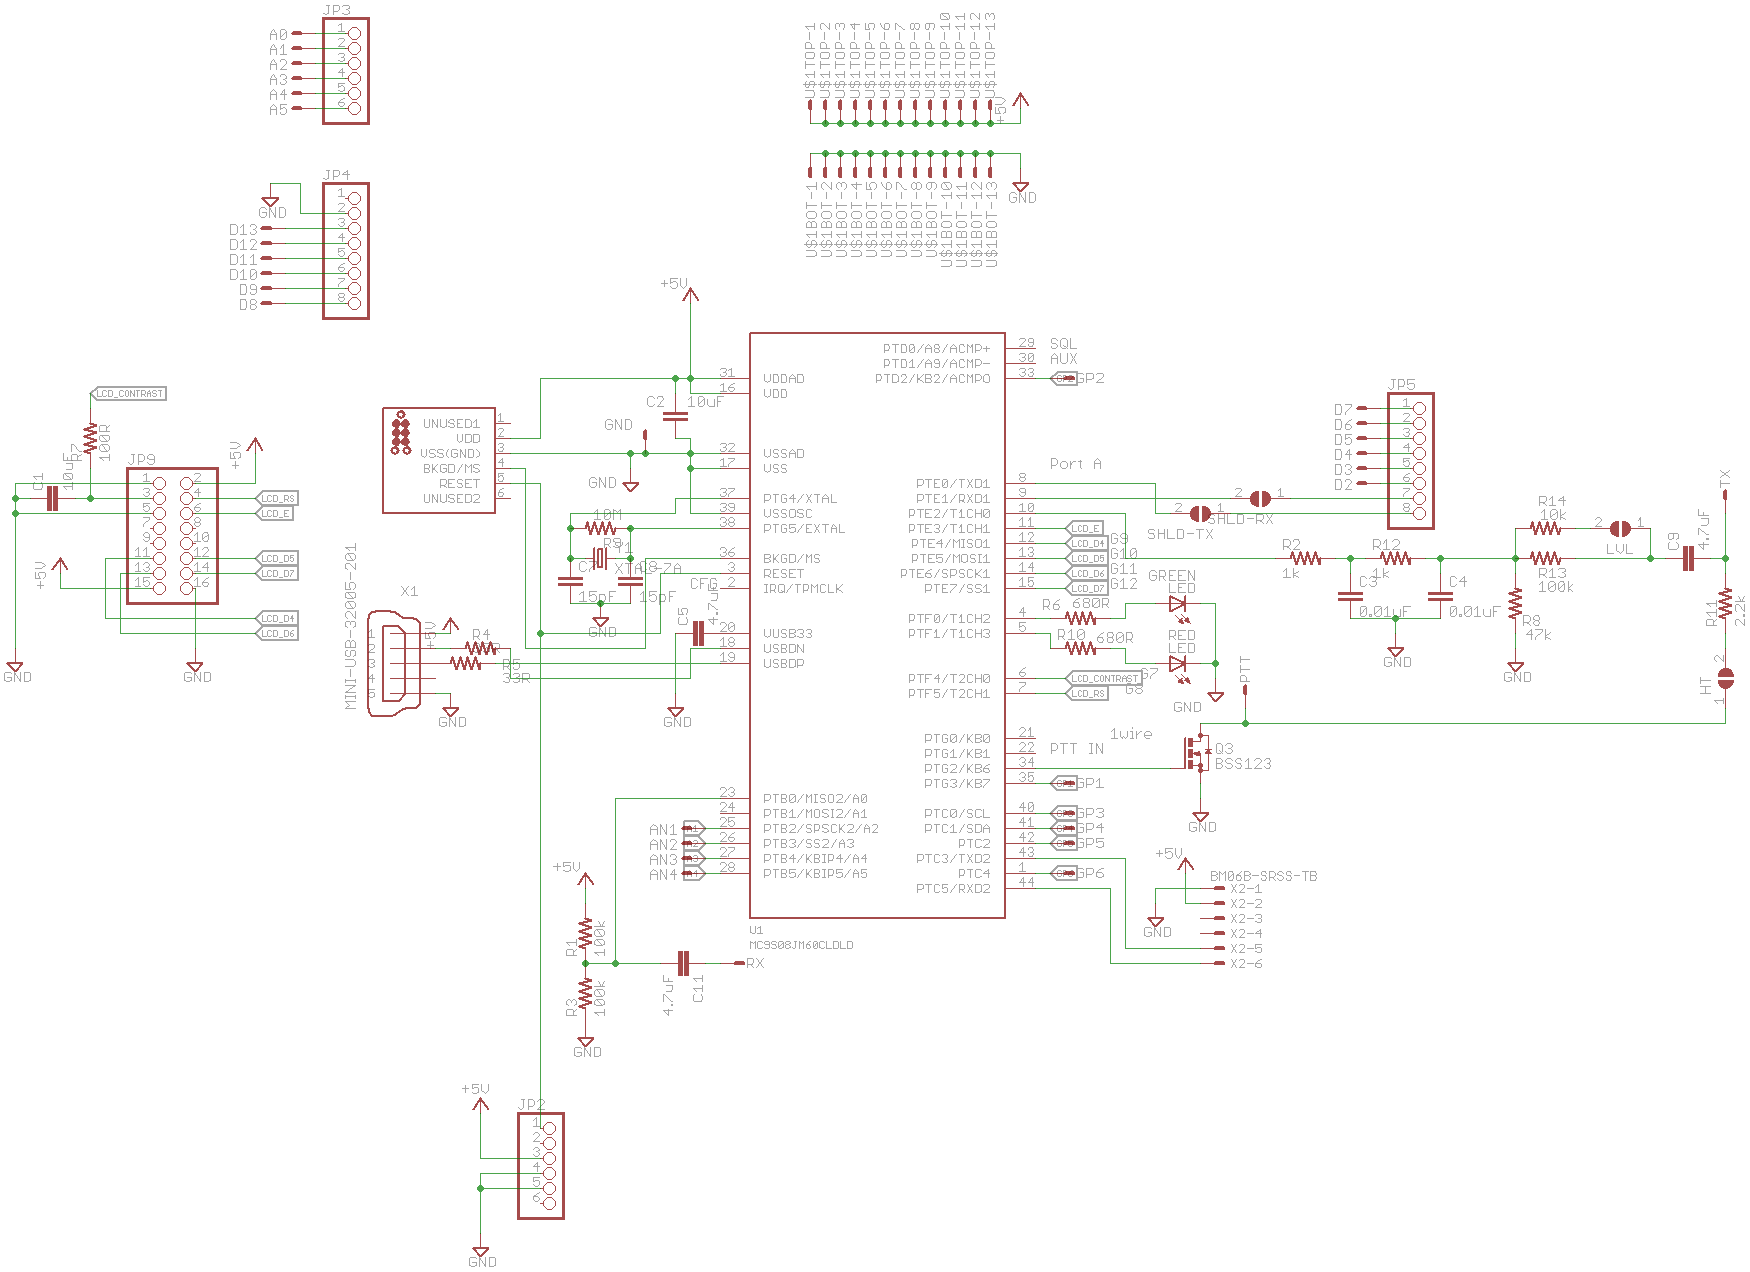 JP3
A0 1
A1 2
A2 3
A3 4
A4 5
A5 6
JP4
GND
1
2
D13 3
D12 4
D11 5
D10 6
D9 7
D8 8
U$1TOP-1
U$1TOP-2
U$1TOP-3
U$1TOP-4
U$1TOP-5
U$1TOP-6
U$1TOP-7
U$1TOP-8
U$1TOP-9
U$1TOP-10
U$1TOP-11
U$1TOP-12
U$1TOP-13
+5V
U$1BOT-1
U$1BOT-2
U$1BOT-3
U$1BOT-4
U$1BOT-5
U$1BOT-6
U$1BOT-7
U$1BOT-8
U$1BOT-9
U$1BOT-10
U$1BOT-11
U$1BOT-12
U$1BOT-13
GND
LCD_CONTRAST
R7
100R
C1
10uF
JP9
+5V
1 2
3 4 LCD_RS
5 6 LCD_E
7 8
9 10
11 12 LCD_D5
13 14 LCD_D7
15 16
+5V
LCD_D4
LCD_D6
GND
GND
UNUSED1 1
VDD 2
VSS(GND) 3
BKGD/MS 4
RESET 5
UNUSED2 6
X1
MINI-USB-32005-201
1
2
3
4
5
+5V
R4
R5
33R
GND
+5V
C2 10uF
GND
GND
10M
R9
Y1
XTAL-7A
15pF
15pF
GND
CFG
C5
4.7uF
GND
31 VDDAD
16 VDD
32 VSSAD
17 VSS
37 PTG4/XTAL
39 VSSOSC
38 PTG5/EXTAL
36 BKGD/MS
3 RESET
2 IRQ/TPMCLK
20 VUSB33
18 USBDN
19 USBDP
23 PTB0/MISO2/A0
24 PTB1/MOSI2/A1
AN1 25 PTB2/SPSCK2/A2
AN2 26 PTB3/SS2/A3
AN3 27 PTB4/KBIP4/A4
AN4 28 PTB5/KBIP5/A5
U1
MC9S08JM60CLDLD
PTD0/A8/ACMP+ 29 SQL
PTD1/A9/ACMP- 30 AUX
PTD2/KB2/ACMPO 33 GP2
Port A
PTE0/TXD1 8
PTE1/RXD1 9
PTE2/T1CH0 10
PTE3/T1CH1 11 LCD_E
PTE4/MISO1 12 LCD_D4 G9
PTE5/MOSI1 13 LCD_D5 G10
PTE6/SPSCK1 14 LCD_D6 G11
PTE7/SS1 15 LCD_D7 G12
PTF0/T1CH2 4
PTF1/T1CH3 5
PTF4/T2CH0 6 LCD_CONTRAST G7
PTF5/T2CH1 7 LCD_RS G8
PTG0/KB0 21 1wire
PTG1/KB1 22 PTT IN
PTG2/KB6 34
PTG3/KB7 35 GP1
PTC0/SCL 40 GP3
PTC1/SDA 41 GP4
PTC2 42 GP5
PTC3/TXD2 43
PTC4 1 GP6
PTC5/RXD2 44
R6 680R
GREEN
LED
R10 680R
RED
LED
GND
PTT
Q3
BSS123
GND
2 1
SHLD-RX
2 1
SHLD-TX
JP5
D7 1
D6 2
D5 3
D4 4
D3 5
D2 6
7
8
R2
1k
R12
1k
C3
0.01uF
C4
0.01uF
GND
R14
10k
R13
100k
2 1
LVL
R8
47k
GND
C9
4.7uF
TX
R11
2.2k
HT
2
1
+5V
BM06B-SRSS-TB
X2-1
X2-2
X2-3
X2-4
X2-5
X2-6
GND
+5V
R1
100k
R3
100k
GND
4.7uF
C11
RX
+5V
JP2
1
2
3
4
5
6
GND